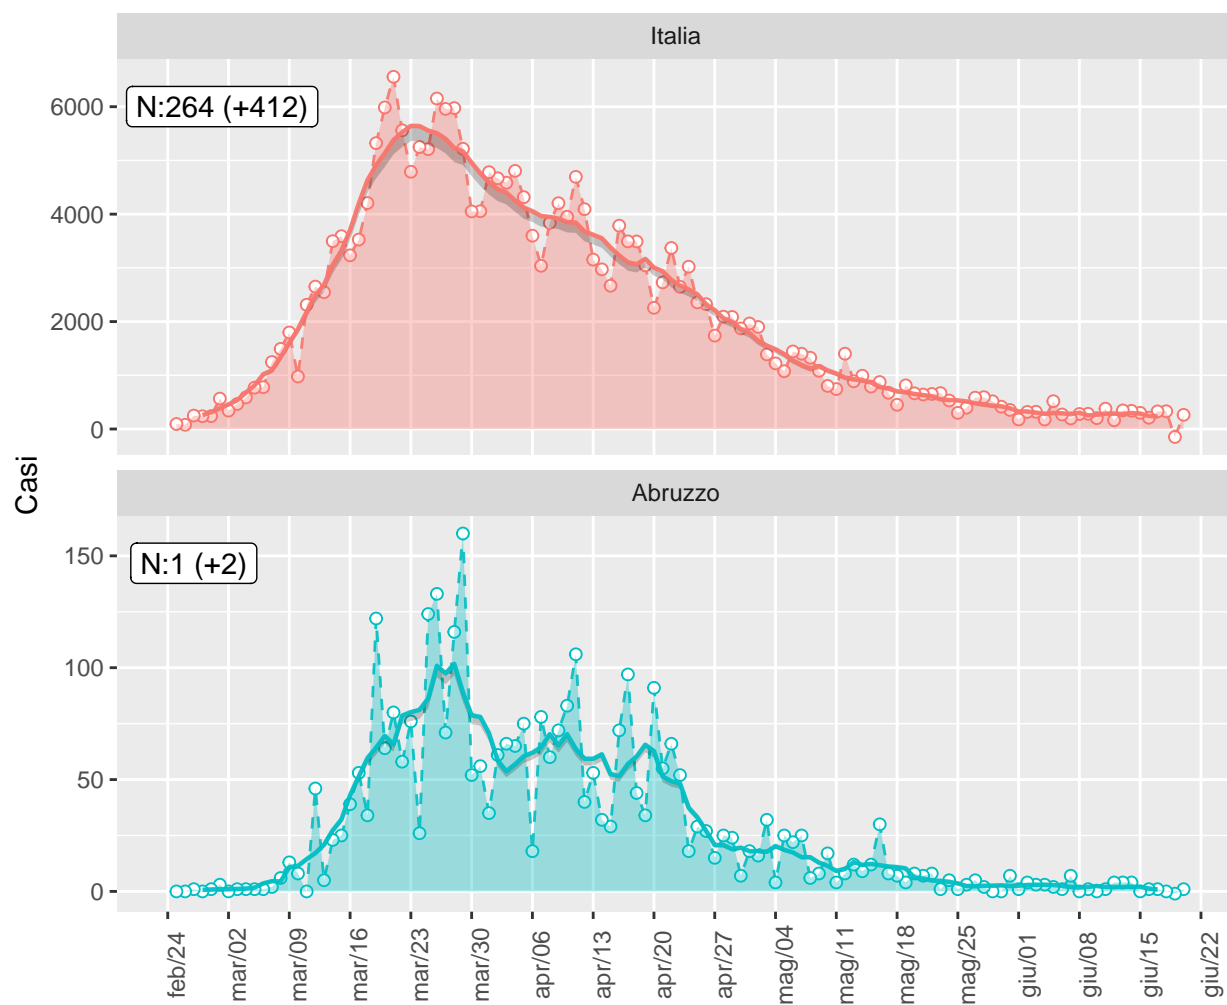 Italia
N:264 (+412)
6000
4000
2000
0
Casi
Abruzzo
N:1 (+2)
150
100
50
0
feb/24
mar/02
mar/09
mar/16
mar/23
mar/30
apr/06
apr/13
apr/20
apr/27
mag/04
mag/11
mag/18
mag/25
giu/01
giu/08
giu/15
giu/22